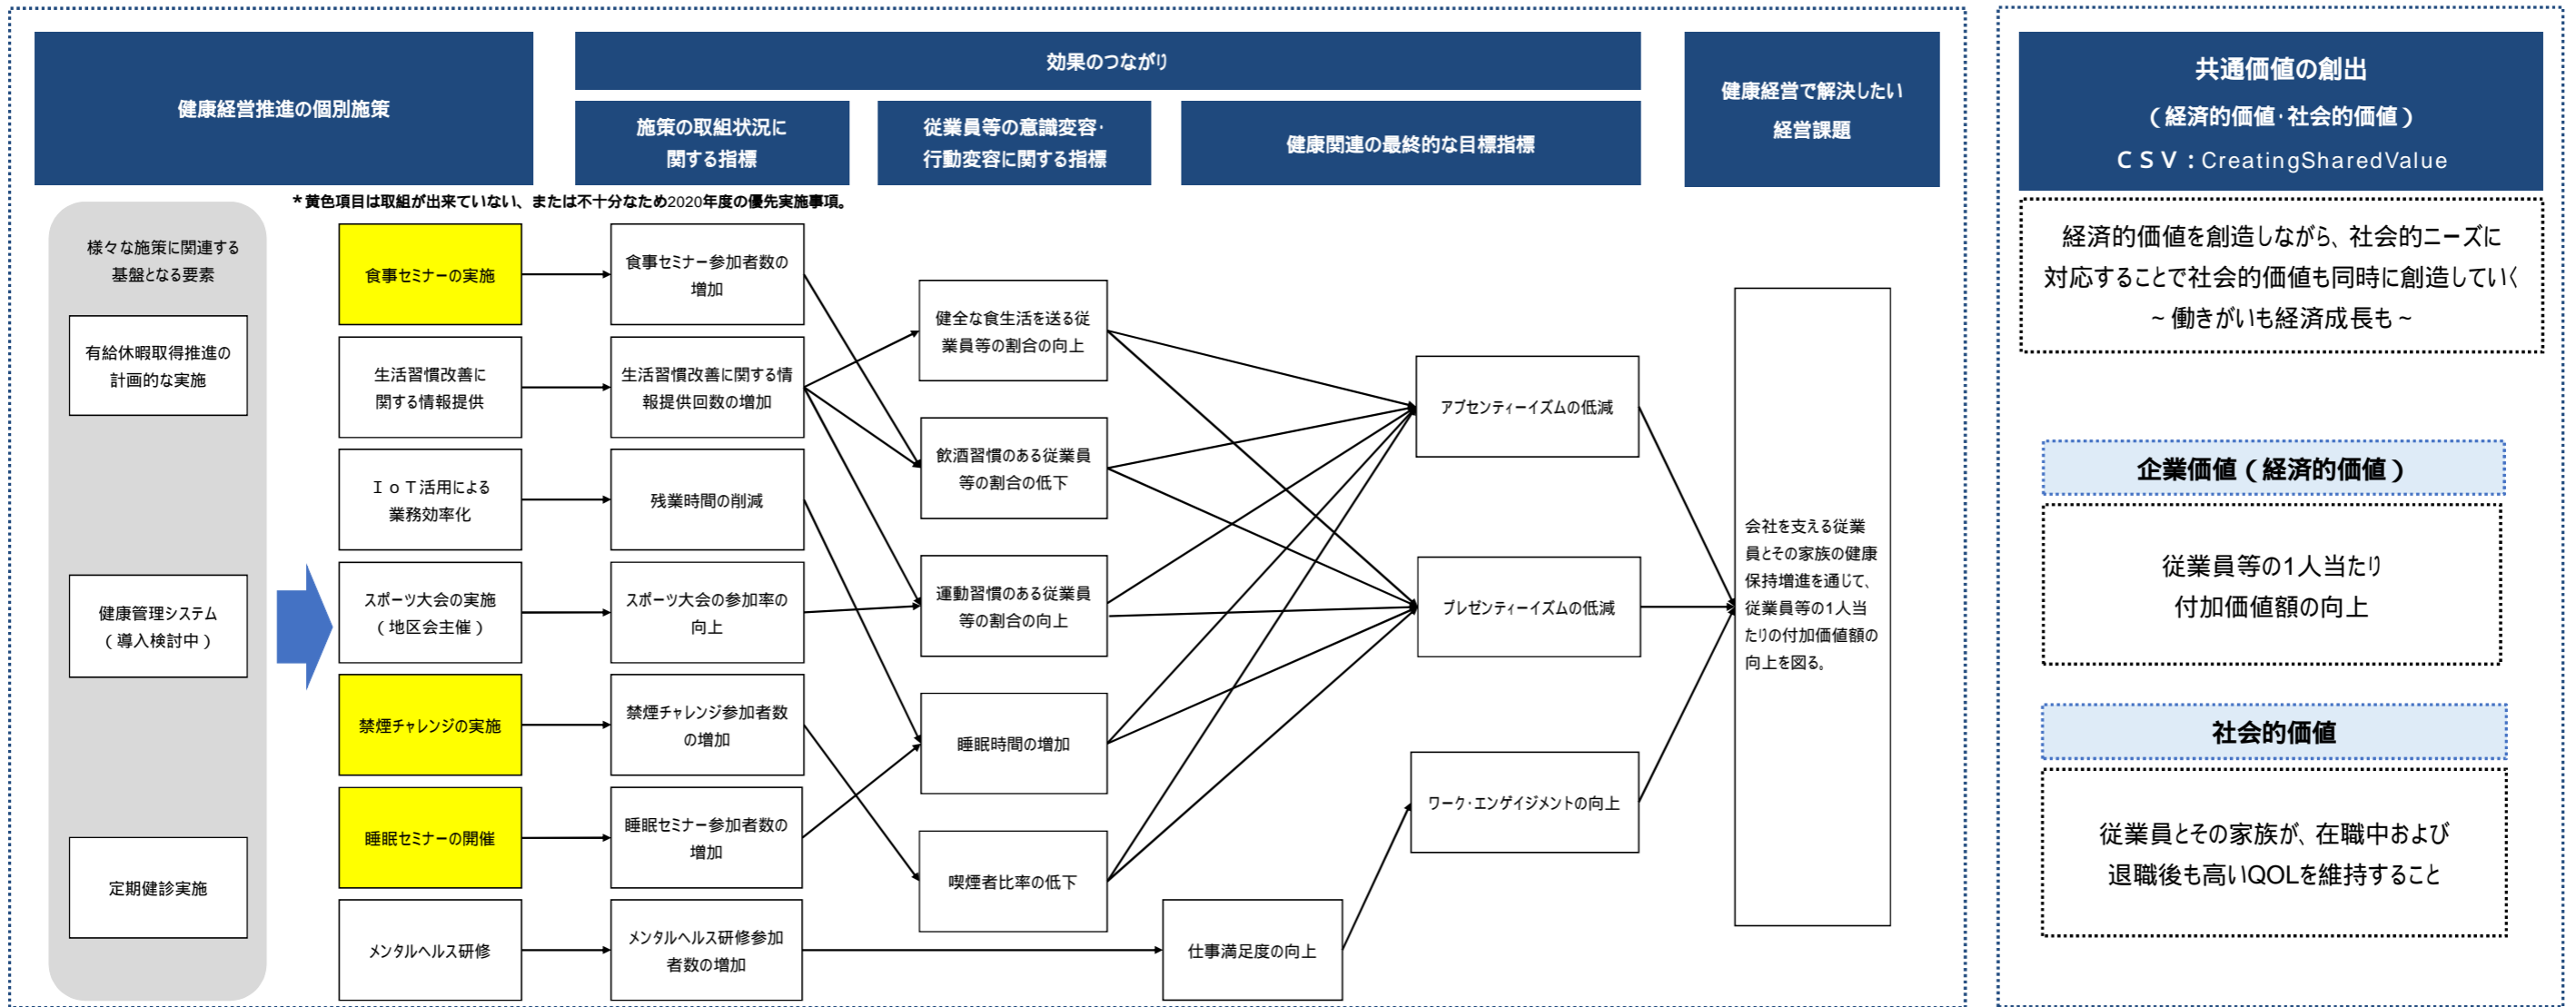 健康経営推進の個別施策
効果のつながり
施策の取組状況に
関する指標
従業員等の意識変容・
行動変容に関する指標
健康関連の最終的な目標指標
健康経営で解決したい
経営課題
*黄色項目は取組が出来ていない、または不十分なため2020年度の優先実施事項。
様々な施策に関連する
基盤となる要素
有給休暇取得推進の
計画的な実施
健康管理システム
(導入検討中)
定期健診実施
食事セミナーの実施
生活習慣改善に
関する情報提供
IoT活用による
業務効率化
スポーツ大会の実施
(地区会主催)
禁煙チャレンジの実施
睡眠セミナーの開催
メンタルヘルス研修
食事セミナー参加者数の
増加
生活習慣改善に関する情
報提供回数の増加
残業時間の削減
スポーツ大会の参加率の
向上
禁煙チャレンジ参加者数
の増加
睡眠セミナー参加者数の
増加
メンタルヘルス研修参加
者数の増加
健全な食生活を送る従
業員等の割合の向上
飲酒習慣のある従業員
等の割合の低下
運動習慣のある従業員
等の割合の向上
睡眠時間の増加
喫煙者比率の低下
仕事満足度の向上
アブセンティーイズムの低減
プレゼンティーイズムの低減
ワーク・エンゲイジメントの向上
会社を支える従業
員とその家族の健康
保持増進を通じて、
従業員等の1人当
たりの付加価値額の
向上を図る。
共通価値の創出
(経済的価値・社会的価値)
CSV:CreatingSharedValue
経済的価値を創造しながら、社会的ニーズに
対応することで社会的価値も同時に創造していく
~働きがいも経済成長も~
企業価値(経済的価値)
従業員等の1人当たり
付加価値額の向上
社会的価値
従業員とその家族が、在職中および
退職後も高いQOLを維持すること